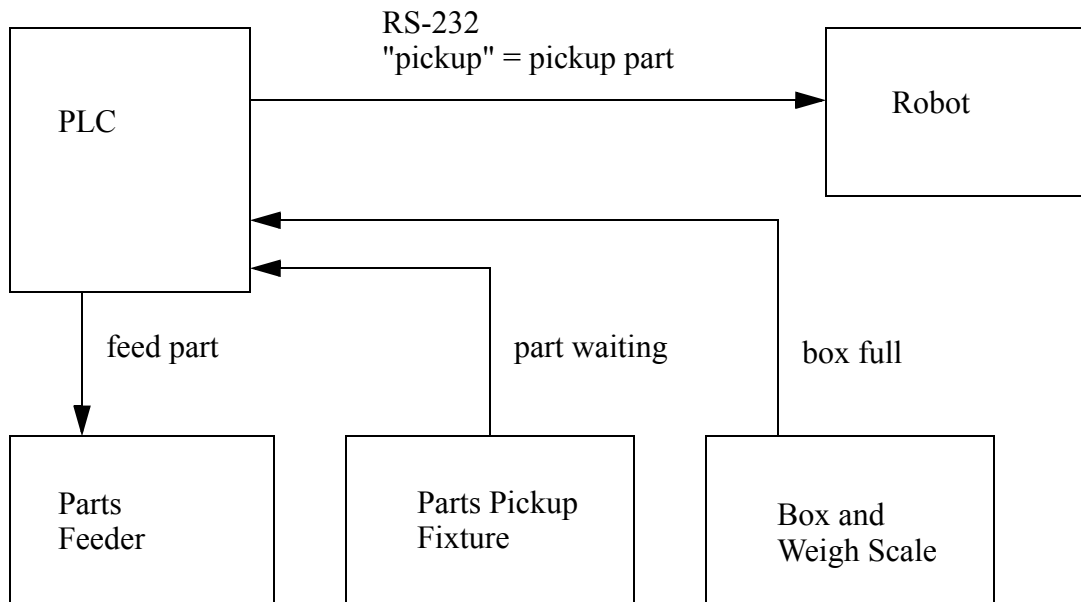 RS-232
"pickup" = pickup part
PLC
Robot
feed part
part waiting
box full
Parts
Feeder
Parts Pickup
Fixture
Box and
Weigh Scale